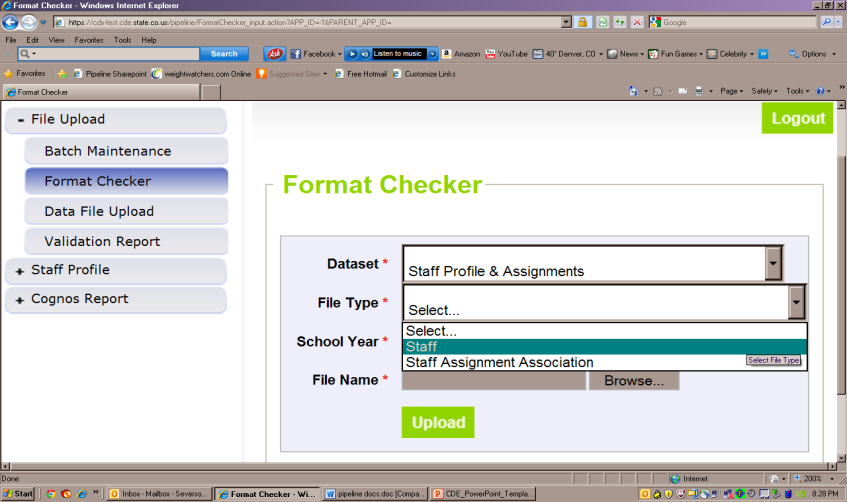 Format Checker - Windows Internet Explorer
https://cdx-test.cde.state.co.us/pipeline/FormatChecker_input.action?APP_ID=-1&PARENT_APP_ID=
Google
File Edit View Favorites Tools Help
Search
Facebook
Listen to music
Amazon
YouTube
40° Denver, CO
News
Fun Games
Celebrity
Options
Favorites
Pipeline Sharepoint
weightwatchers.com Online
Suggested Sites
Free Hotmail
Customize Links
Format Checker
Page Safety Tools
- File Upload
Logout
Batch Maintenance
Format Checker
Data File Upload
Validation Report
+ Staff Profile
+ Cognos Report
Format Checker
Dataset * Staff Profile & Assignments
File Type * Select...
Select...
School Year * Staff
Staff Assignment Association
Select File Type
File Name * Browse...
Upload
Done
Internet
200%
Start
Inbox - Mailbox - Severso...
Format Checker - Wi...
pipeline docs.doc [Compa...
CDE_PowerPoint_Templa...
8:28 PM